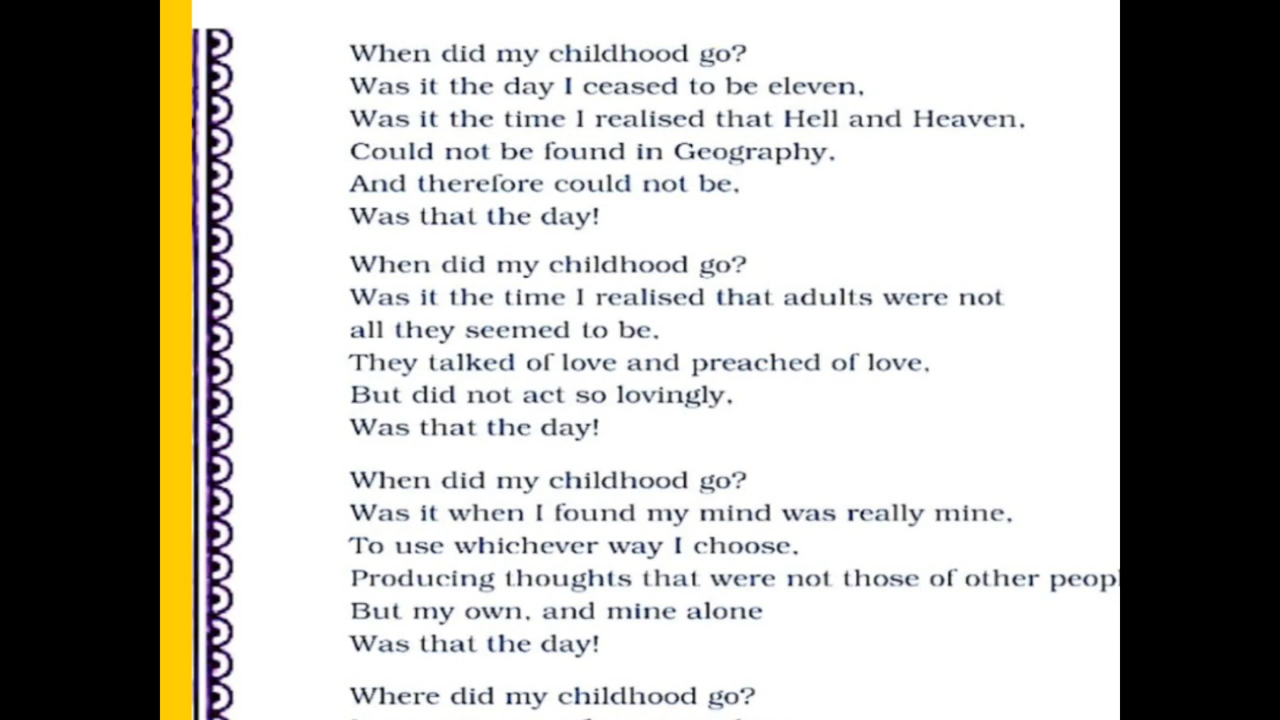 When did my childhood go?
Was it the day I ceased to be eleven,
Was it the time I realised that Hell and Heaven,
Could not be found in Geography,
And therefore could not be,
Was that the day!
When did my childhood go?
Was it the time I realised that adults were not
all they seemed to be,
They talked of love and preached of love,
But did not act so lovingly,
Was that the day!
When did my childhood go?
Was it when I found my mind was really mine,
To use whichever way I choose,
Producing thoughts that were not those of other peopl
But my own, and mine alone
Was that the day!
Where did my childhood go?